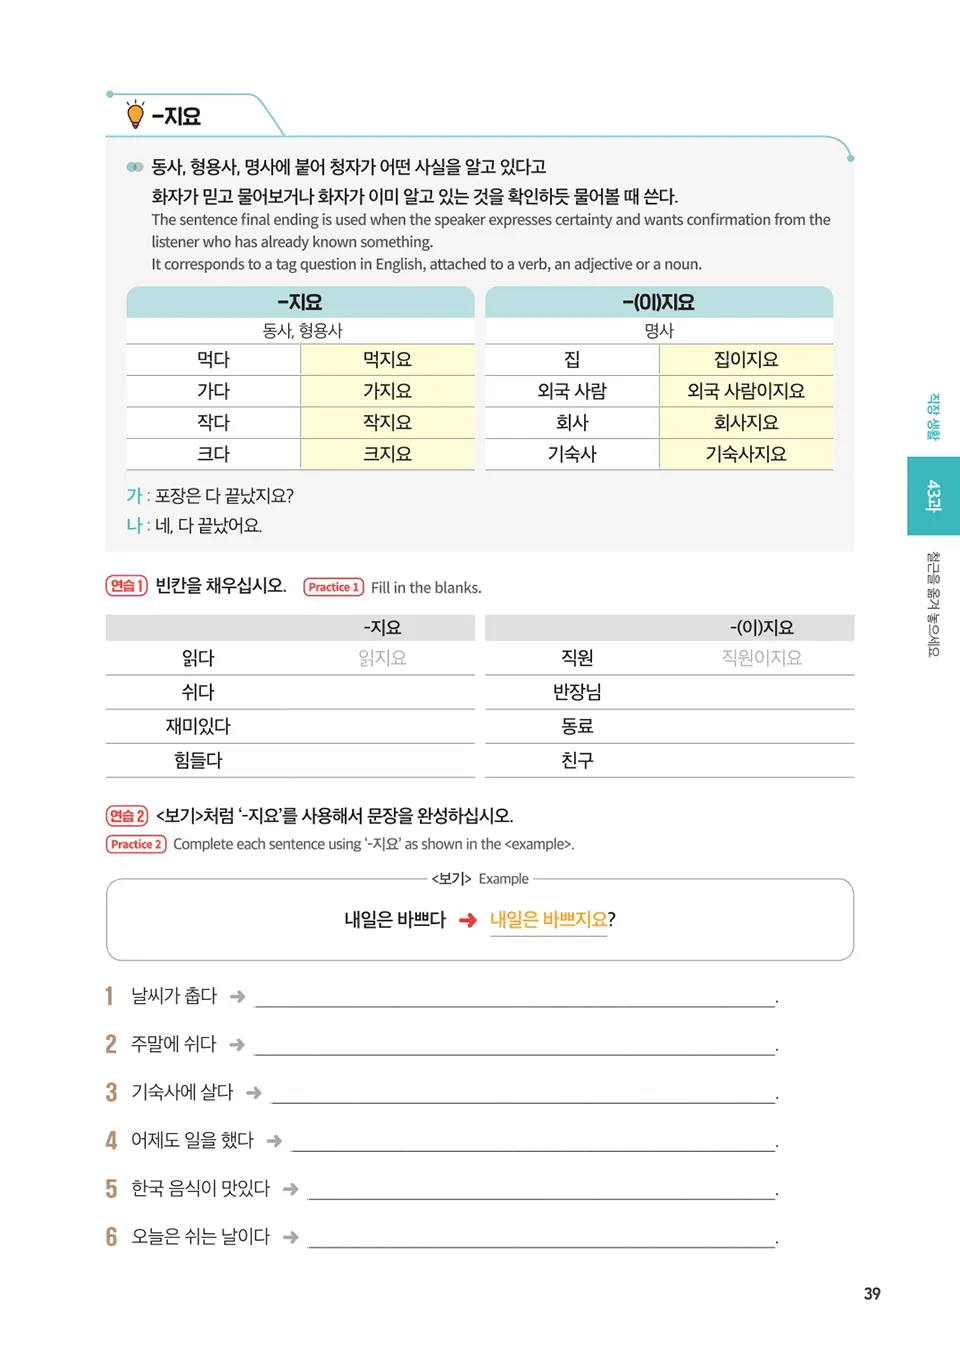 -지요
동사, 형용사, 명사에 붙어 청자가 어떤 사실을 알고 있다고
화자가 믿고 물어보거나 화자가 이미 알고 있는 것을 확인하듯 물어볼 때 쓴다.
The sentence final ending is used when the speaker expresses certainty and wants confirmation from the
listener who has already known something.
It corresponds to a tag question in English, attached to a verb, an adjective or a noun.
-지요 -(이)지요
동사, 형용사 명사
먹다 먹지요 집 집이지요
가다 가지요 외국 사람 외국 사람이지요
작다 작지요 회사 회사지요
크다 크지요 기숙사 기숙사지요
가 : 포장은 다 끝났지요?
나 : 네, 다 끝났어요.
연습 1 빈칸을 채우십시오. Practice 1 Fill in the blanks.
-지요 -(이)지요
읽다 읽지요 직원 직원이지요
쉬다 반장님
재미있다 동료
힘들다 친구
연습 2 <보기>처럼 ‘-지요’를 사용해서 문장을 완성하십시오.
Practice 2 Complete each sentence using ‘-지요’ as shown in the <example>.
<보기> Example
내일은 바쁘다 ➜ 내일은 바쁘지요?
1 날씨가 춥다 ➜ .
2 주말에 쉬다 ➜ .
3 기숙사에 살다 ➜ .
4 어제도 일을 했다 ➜ .
5 한국 음식이 맛있다 ➜ .
6 오늘은 쉬는 날이다 ➜ .
직장 생활
43과
철근을 옮겨 놓으세요
39